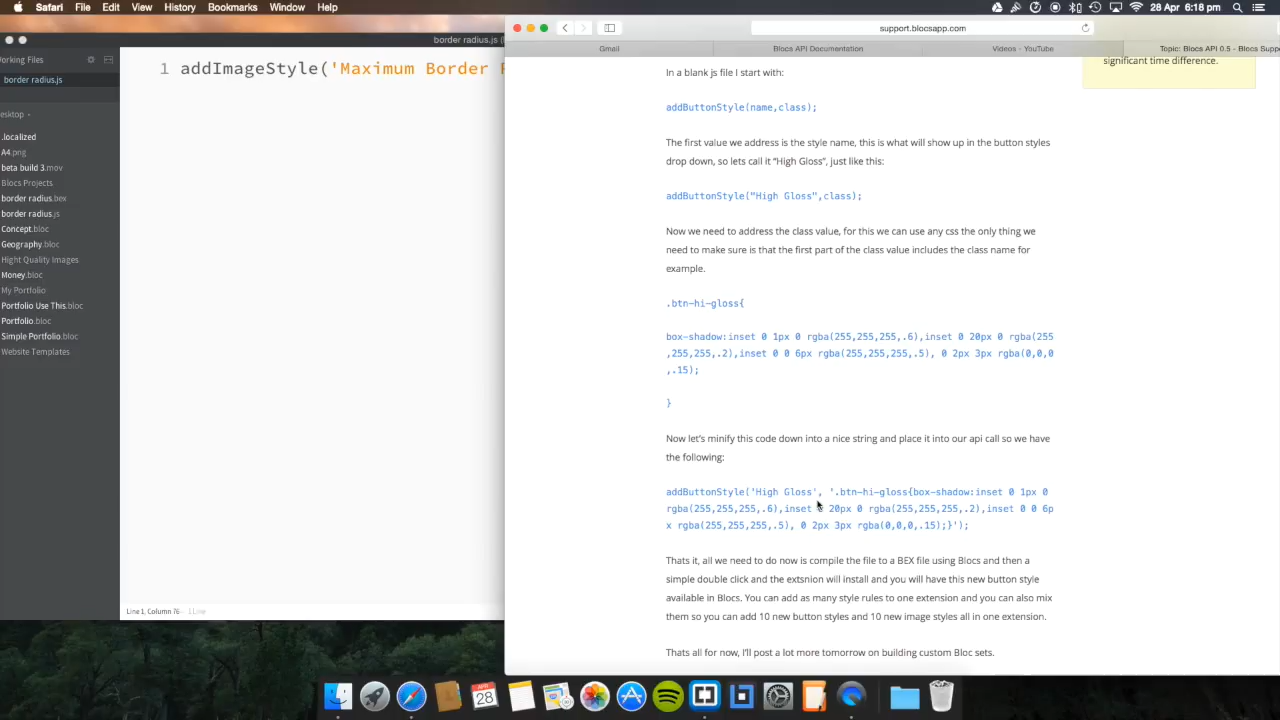 Safari File Edit View History Bookmarks Window Help
28 Apr 6:18 pm
border radius.js
support.blocsapp.com
Gmail
Blocs API Documentation
Videos - YouTube
Topic: Blocs API 0.5 - Blocs Supp
orking Files
border radius.js
esktop
.localized
A4.png
beta build 3.mov
Blocs Projects
border radius.bex
border radius.js
Concept.bloc
Geography.bloc
Hight Quality Images
Money.bloc
My Portfolio
Portfolio Use This.bloc
Portfolio.bloc
Simple Portfolio.bloc
Website Templates
1 addImageStyle('Maximum Border R
Line 1, Column 76 - 1 Line
significant time difference.
In a blank js file I start with:
addButtonStyle(name,class);
The first value we address is the style name, this is what will show up in the button styles
drop down, so lets call it “High Gloss”, just like this:
addButtonStyle("High Gloss",class);
Now we need to address the class value, for this we can use any css the only thing we
need to make sure is that the first part of the class value includes the class name for
example.
.btn-hi-gloss{
box-shadow:inset 0 1px 0 rgba(255,255,255,.6),inset 0 20px 0 rgba(255
,255,255,.2),inset 0 0 6px rgba(255,255,255,.5), 0 2px 3px rgba(0,0,0
,.15);
}
Now let's minify this code down into a nice string and place it into our api call so we have
the following:
addButtonStyle('High Gloss', '.btn-hi-gloss{box-shadow:inset 0 1px 0
rgba(255,255,255,.6),inset 0 20px 0 rgba(255,255,255,.2),inset 0 0 6p
x rgba(255,255,255,.5), 0 2px 3px rgba(0,0,0,.15);}');
Thats it, all we need to do now is compile the file to a BEX file using Blocs and then a
simple double click and the extsnion will install and you will have this new button style
available in Blocs. You can add as many style rules to one extension and you can also mix
them so you can add 10 new button styles and 10 new image styles all in one extension.
Thats all for now, I'll post a lot more tomorrow on building custom Bloc sets.
APR
28